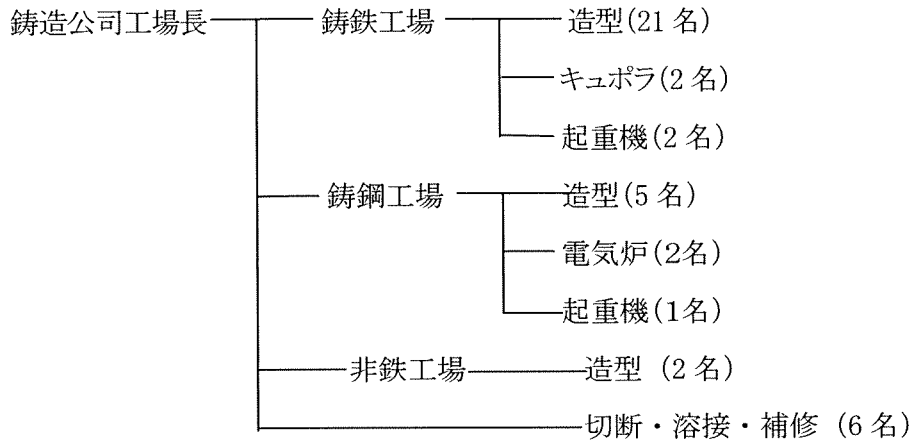 鋳造公司工場長 鋳鉄工場 造型(21名)
キュポラ(2名)
起重機(2名)
鋳鋼工場 造型(5名)
電気炉(2名)
起重機(1名)
非鉄工場 造型 (2名)
切断・溶接・補修 (6名)